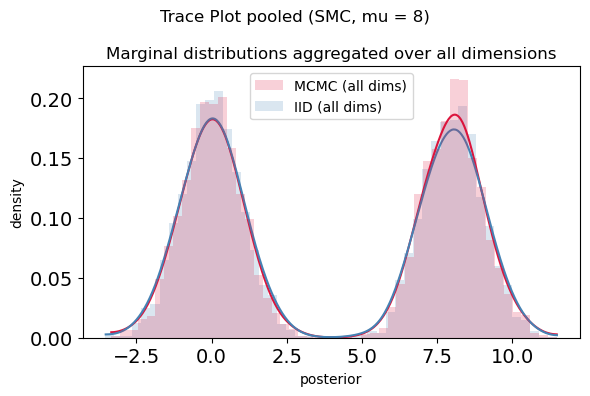 Trace Plot pooled (SMC, mu = 8)
Marginal distributions aggregated over all dimensions
MCMC (all dims)
IID (all dims)
density
0.20
0.15
0.10
0.05
0.00
−2.5 0.0 2.5 5.0 7.5 10.0
posterior